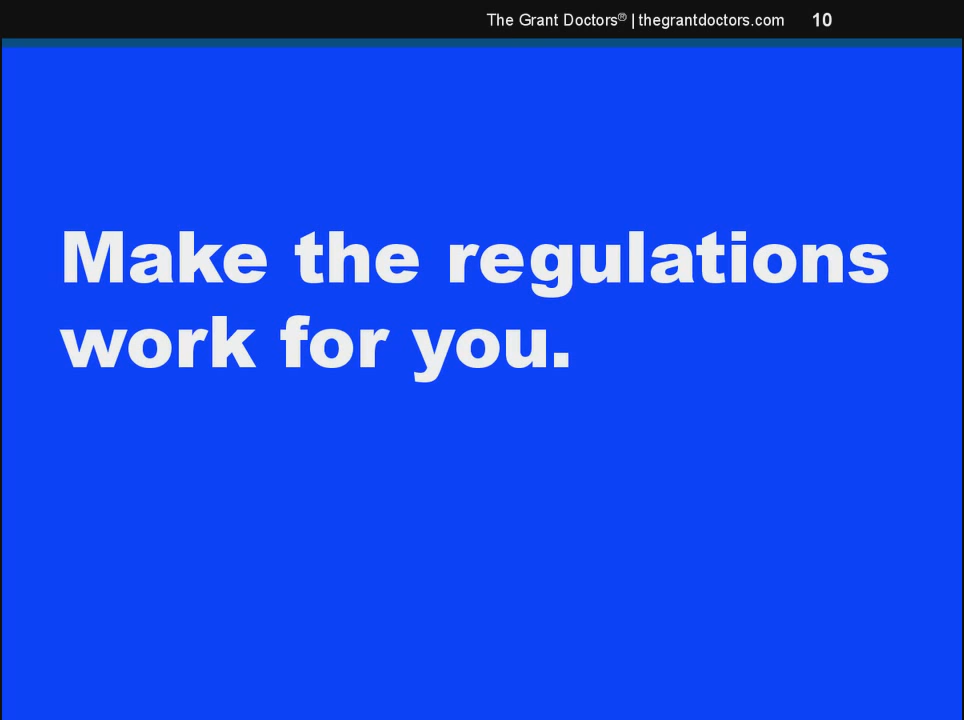 The Grant Doctors® | thegrantdoctors.com 10
Make the regulations
work for you.